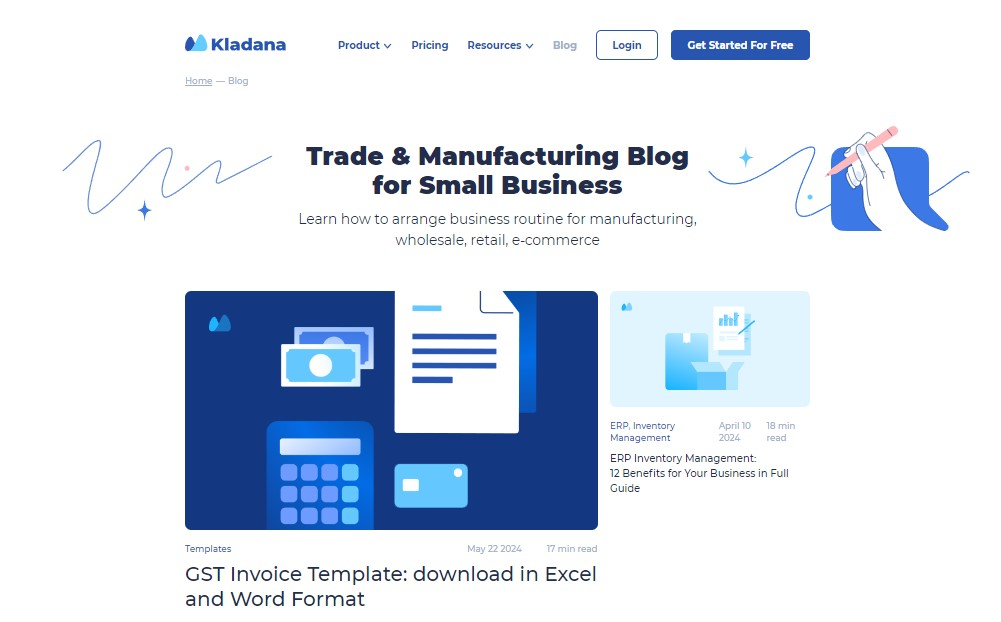 Kladana
Product Pricing Resources Blog Login Get Started For Free
Home — Blog
Trade & Manufacturing Blog
for Small Business
Learn how to arrange business routine for manufacturing,
wholesale, retail, e-commerce
ERP, Inventory
Management
April 10
2024
18 min
read
ERP Inventory Management:
12 Benefits for Your Business in Full
Guide
Templates May 22 2024 17 min read
GST Invoice Template: download in Excel
and Word Format